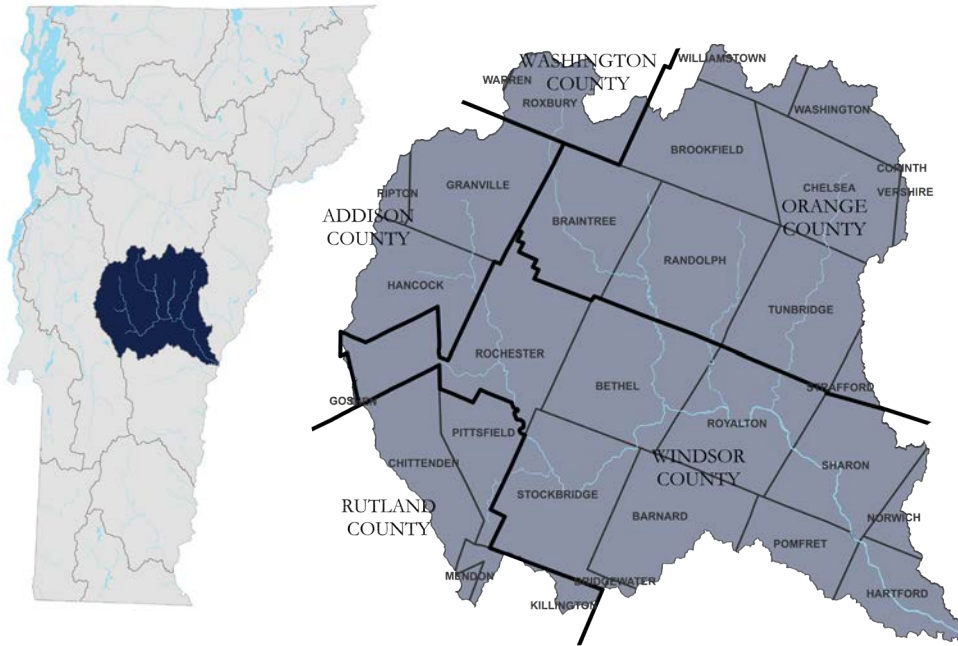 WASHINGTON
COUNTY
WILLIAMSTOWN
WARREN
ROXBURY
WASHINGTON
BROOKFIELD
CORINTH
CHELSEA
VERSHIRE
RIPTON
GRANVILLE
ORANGE
COUNTY
ADDISON
COUNTY
BRAINTREE
RANDOLPH
HANCOCK
TUNBRIDGE
ROCHESTER
BETHEL
STRAFFORD
GOSHEN
ROYALTON
PITTSFIELD
WINDSOR
COUNTY
CHITTENDEN
SHARON
STOCKBRIDGE
RUTLAND
COUNTY
BARNARD
NORWICH
POMFRET
MENDON
BRIDGEWATER
HARTFORD
KILLINGTON